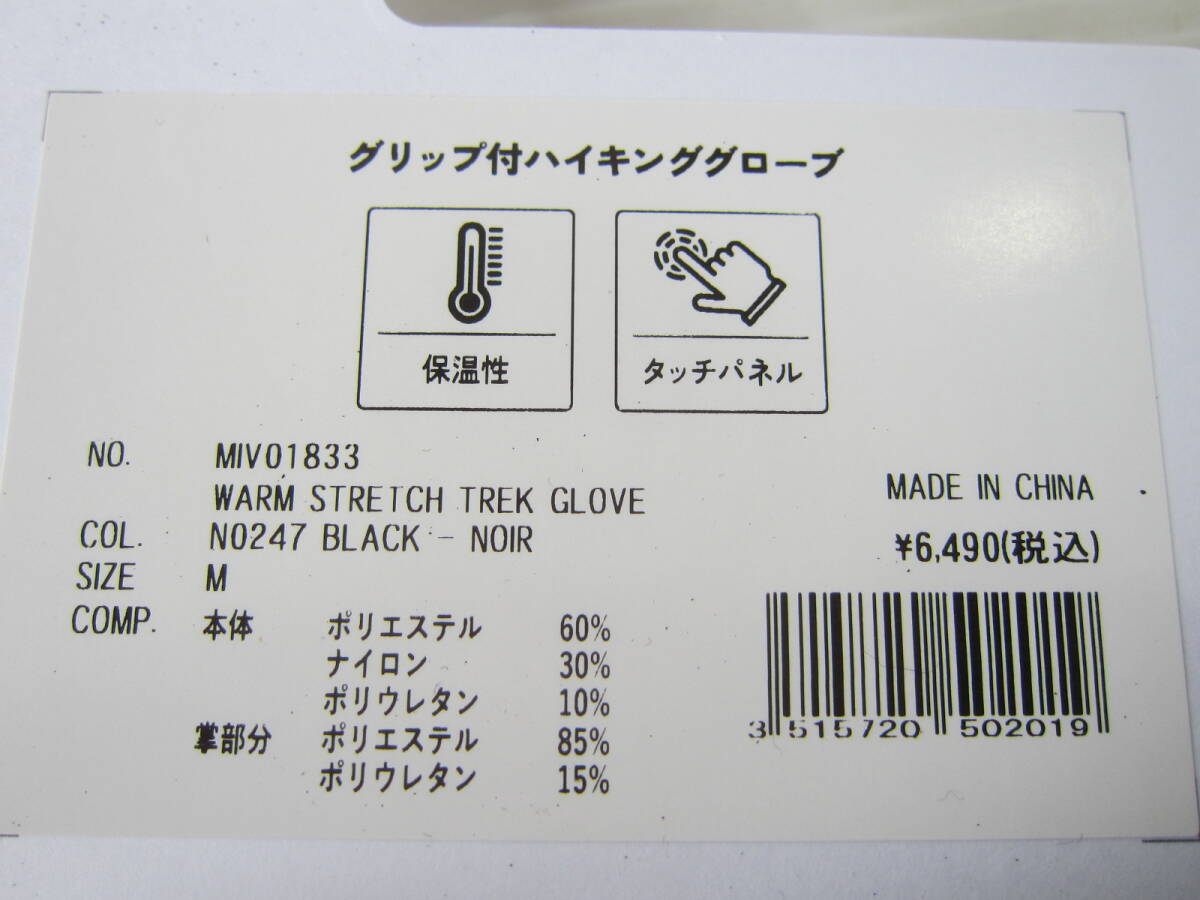 グリップ付ハイキンググローブ
保温性
タッチパネル
NO. MIV01833
WARM STRETCH TREK GLOVE
COL. N0247 BLACK - NOIR
SIZE M
COMP. 本体 ポリエステル 60%
ナイロン 30%
ポリウレタン 10%
掌部分 ポリエステル 85%
ポリウレタン 15%
MADE IN CHINA
¥6,490(税込)
3 515720 502019